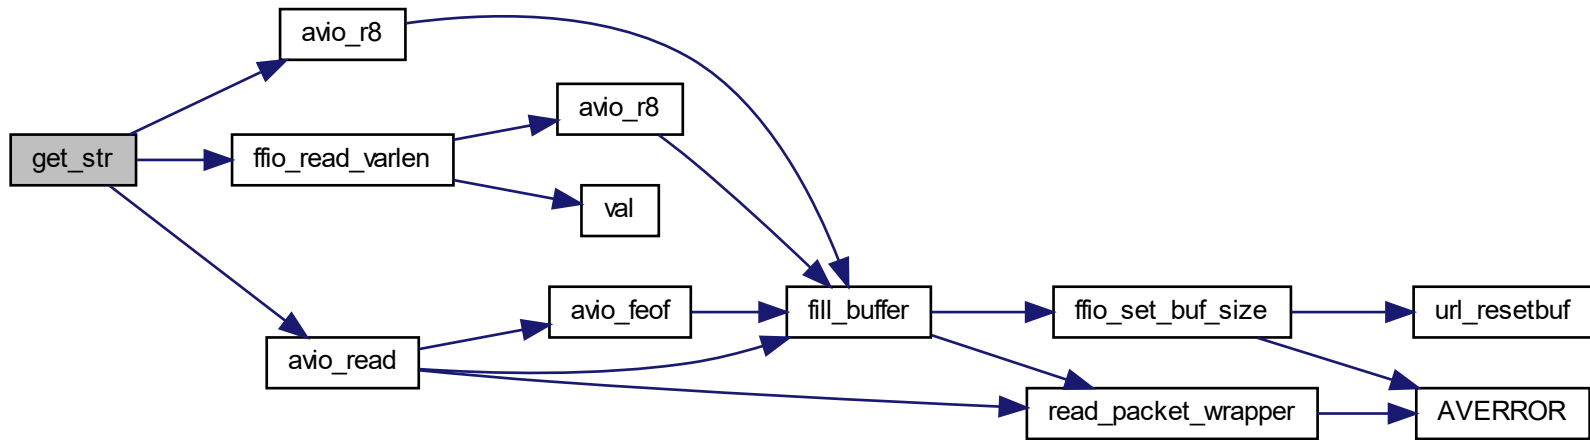 avio_r8
avio_r8
get_str
ffio_read_varlen
val
avio_feof
fill_buffer
ffio_set_buf_size
url_resetbuf
avio_read
read_packet_wrapper
AVERROR